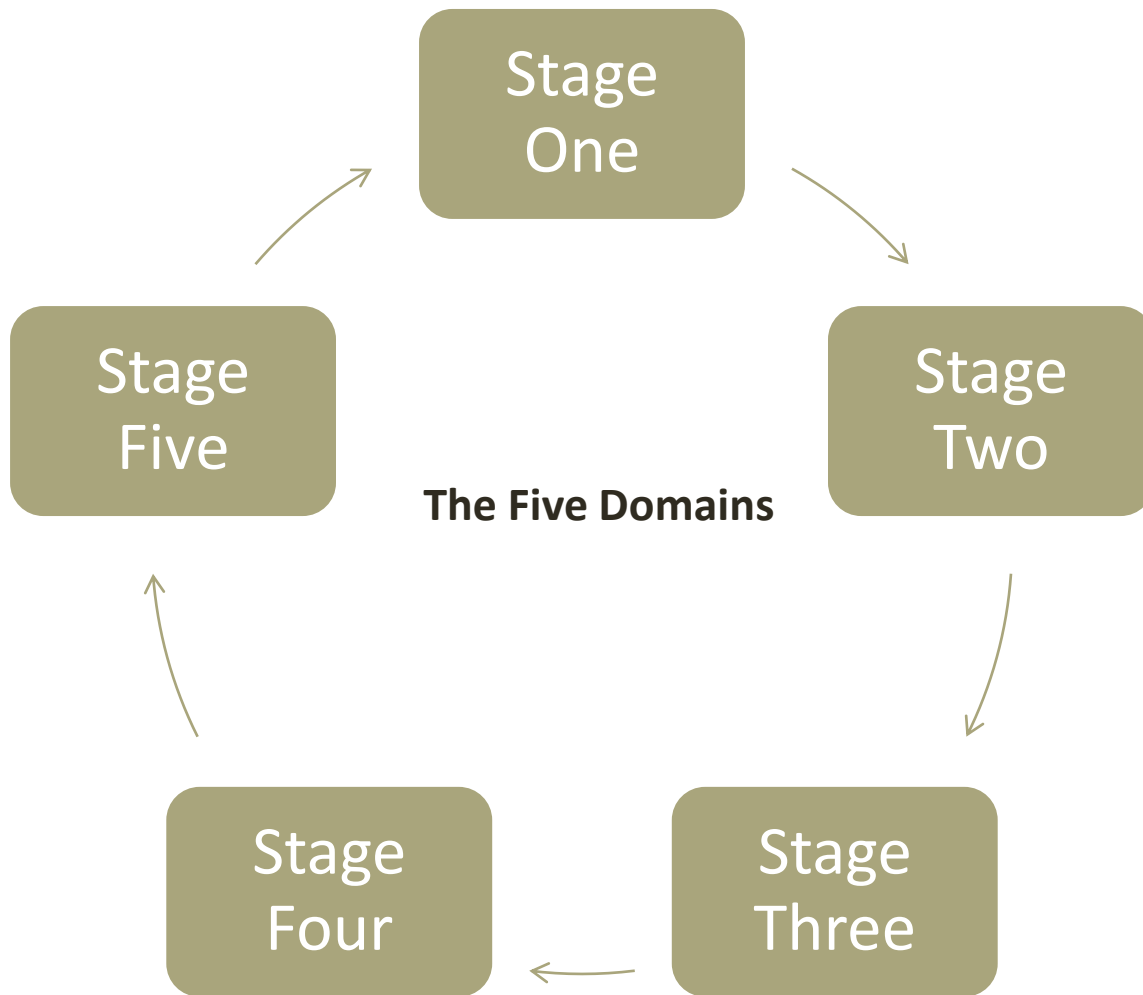 Stage
One
Stage
Two
Stage
Three
Stage
Four
Stage
Five
The Five Domains